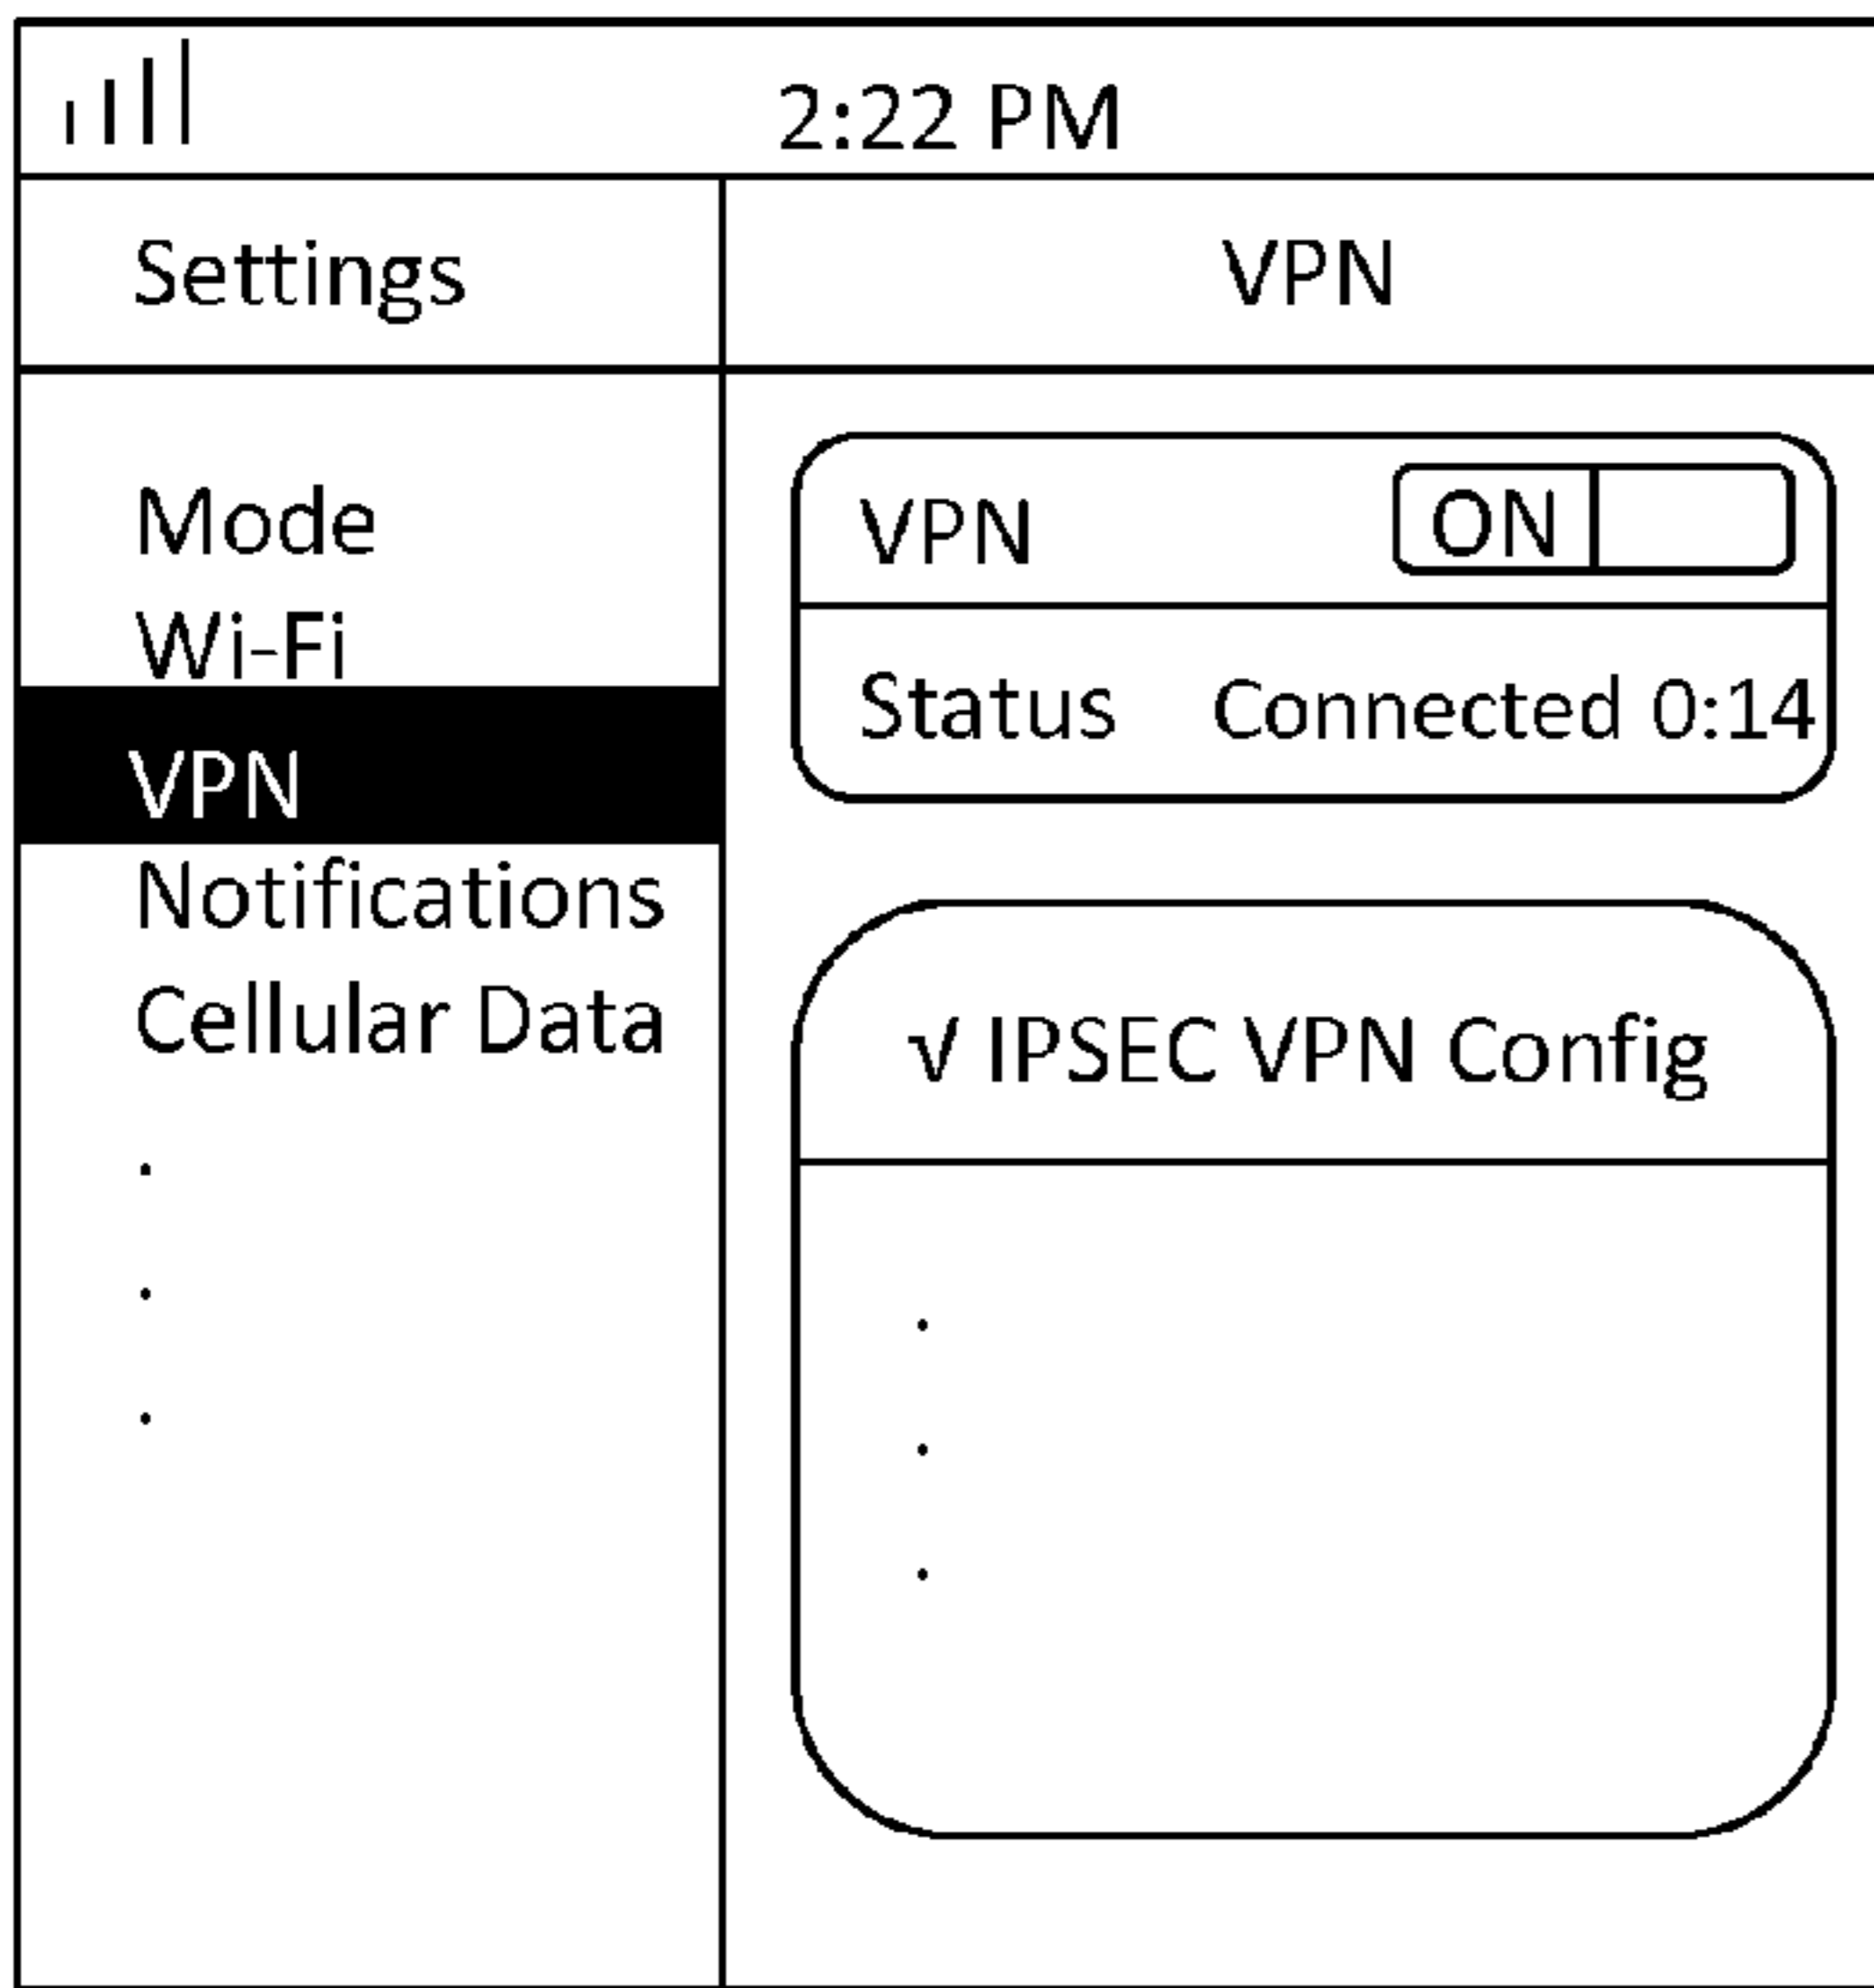 2:22 PM
Settings
VPN
Mode
Wi-Fi
VPN
Notifications
Cellular Data
.
.
.
VPN ON
Status Connected 0:14
√ IPSEC VPN Config
.
.
.